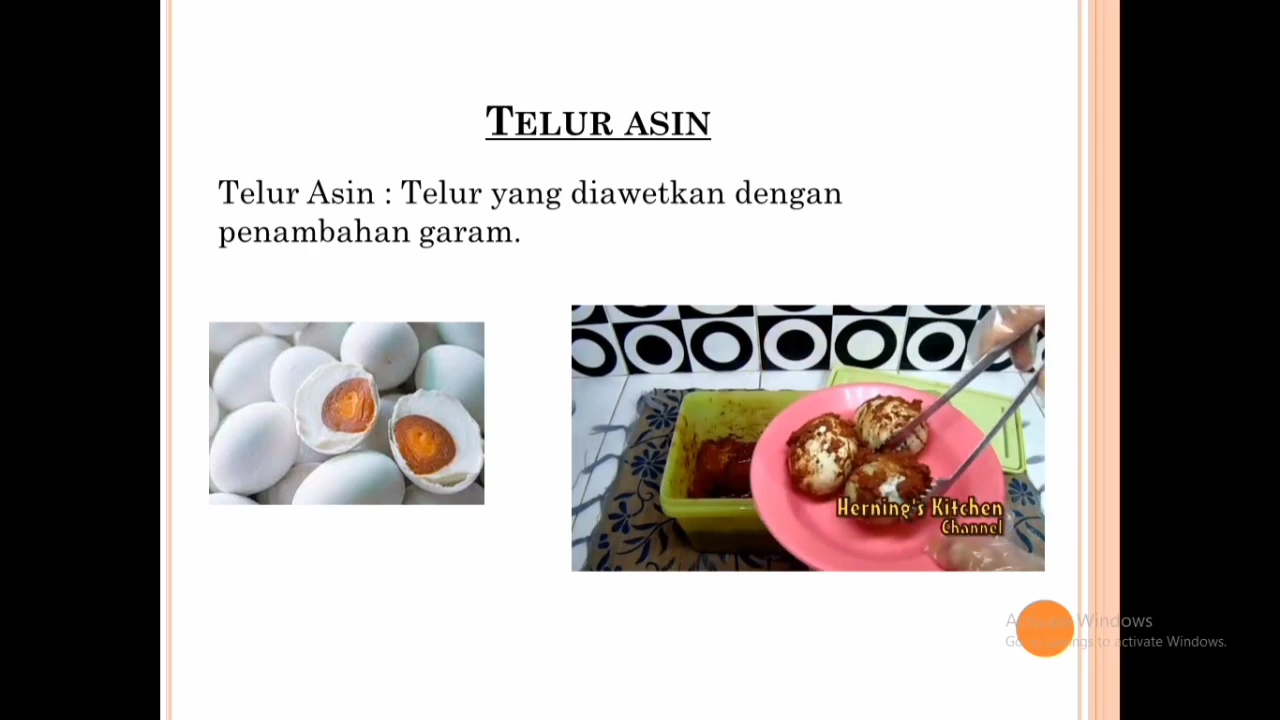 TELUR ASIN
Telur Asin : Telur yang diawetkan dengan
penambahan garam.
Herning's Kitchen
Channel
Activate Windows
Go to Settings to activate Windows.